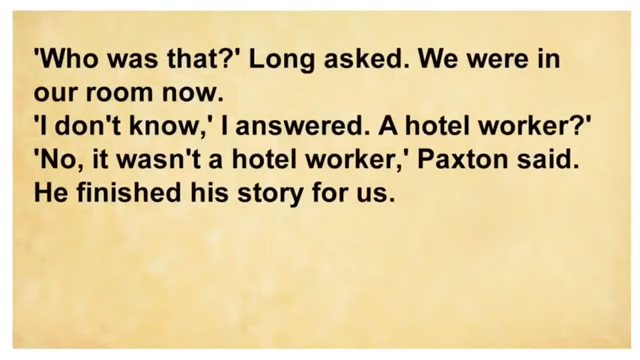 'Who was that?' Long asked. We were in
our room now.
'I don't know,' I answered. A hotel worker?'
'No, it wasn't a hotel worker,' Paxton said.
He finished his story for us.